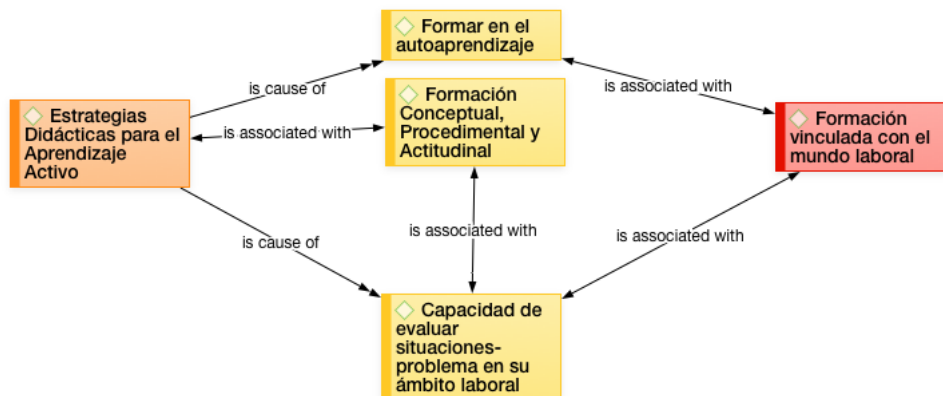 Formar en el
autoaprendizaje
is cause of
is associated with
Estrategias
Didácticas para el
Aprendizaje
Activo
is associated with
Formación
Conceptual,
Procedimental y
Actitudinal
Formación
vinculada con el
mundo laboral
is cause of
is associated with
is associated with
Capacidad de
evaluar
situaciones-
problema en su
ámbito laboral